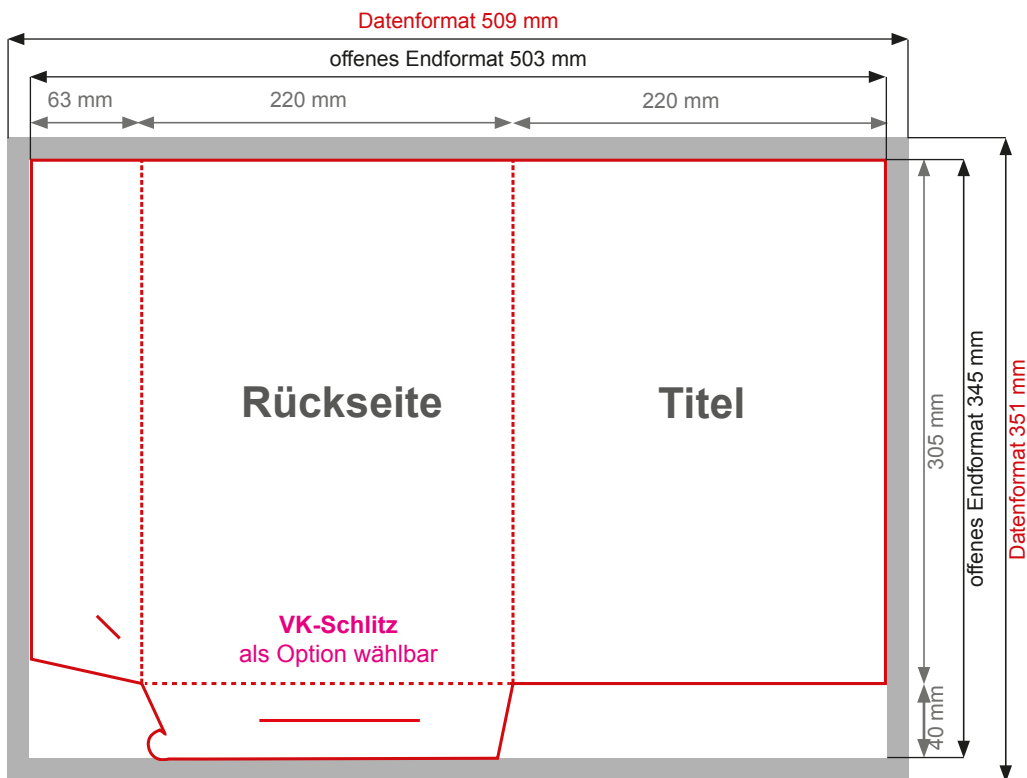 Datenformat 509 mm
offenes Endformat 503 mm
63 mm
220 mm
220 mm
Rückseite
Titel
305 mm
offenes Endformat 345 mm
Datenformat 351 mm
VK-Schlitz
als Option wählbar
40 mm